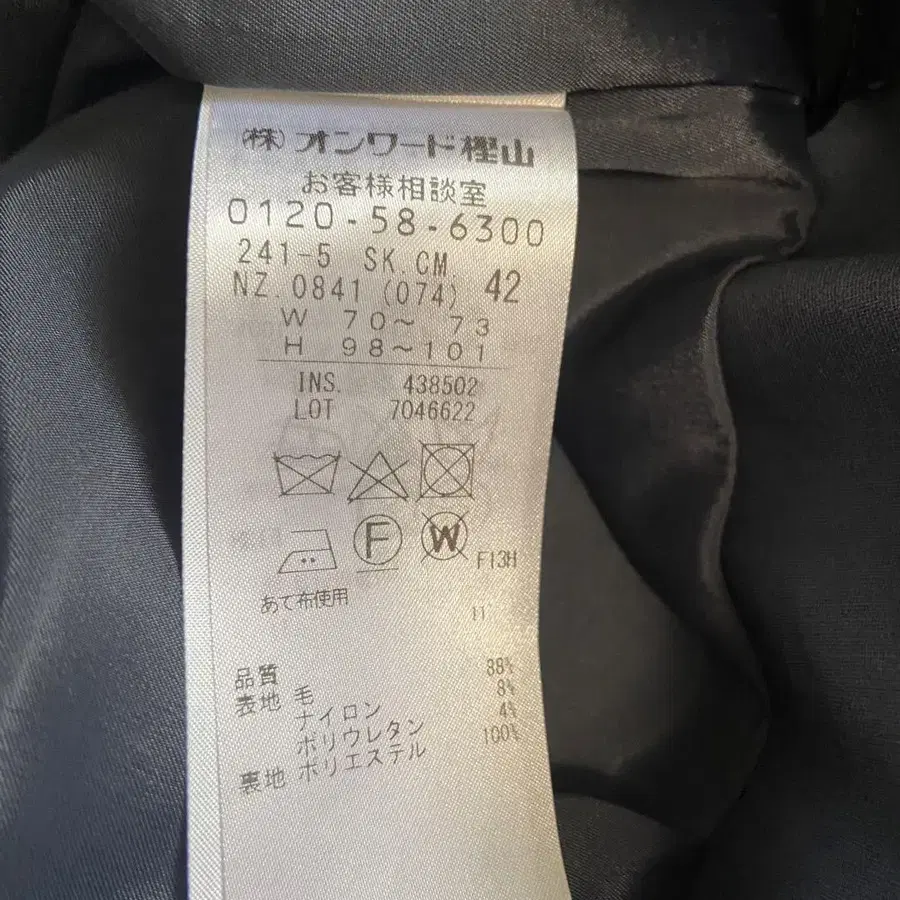 (株)オンワード樫山
お客様相談室
0120-58-6300
241-5 SK.CM.
NZ.0841 (074) 42
W 70〜 73
H 98〜101
INS. 438502
LOT 7046622
F W F13H
あて布使用
11
品質
表地 毛 88%
ナイロン 8%
ポリウレタン 4%
裏地 ポリエステル 100%